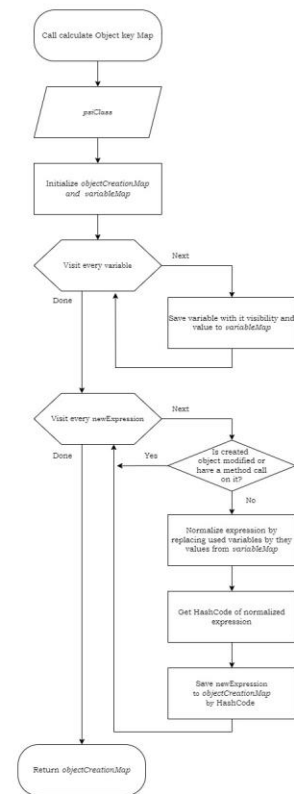 Call calculate Object key Map
psiClass
Initialize objectCreationMap
and variableMap
Visit every variable
Next
Done
Save variable with it visibility and
value to variableMap
Visit every newExpression
Next
Done
Is created
object modified or
have a method call
on it?
Yes
No
Normalize expression by
replacing used variables by they
values from variableMap
Get HashCode of normalized
expression
Save newExpression
to objectCreationMap
by HashCode
Return objectCreationMap